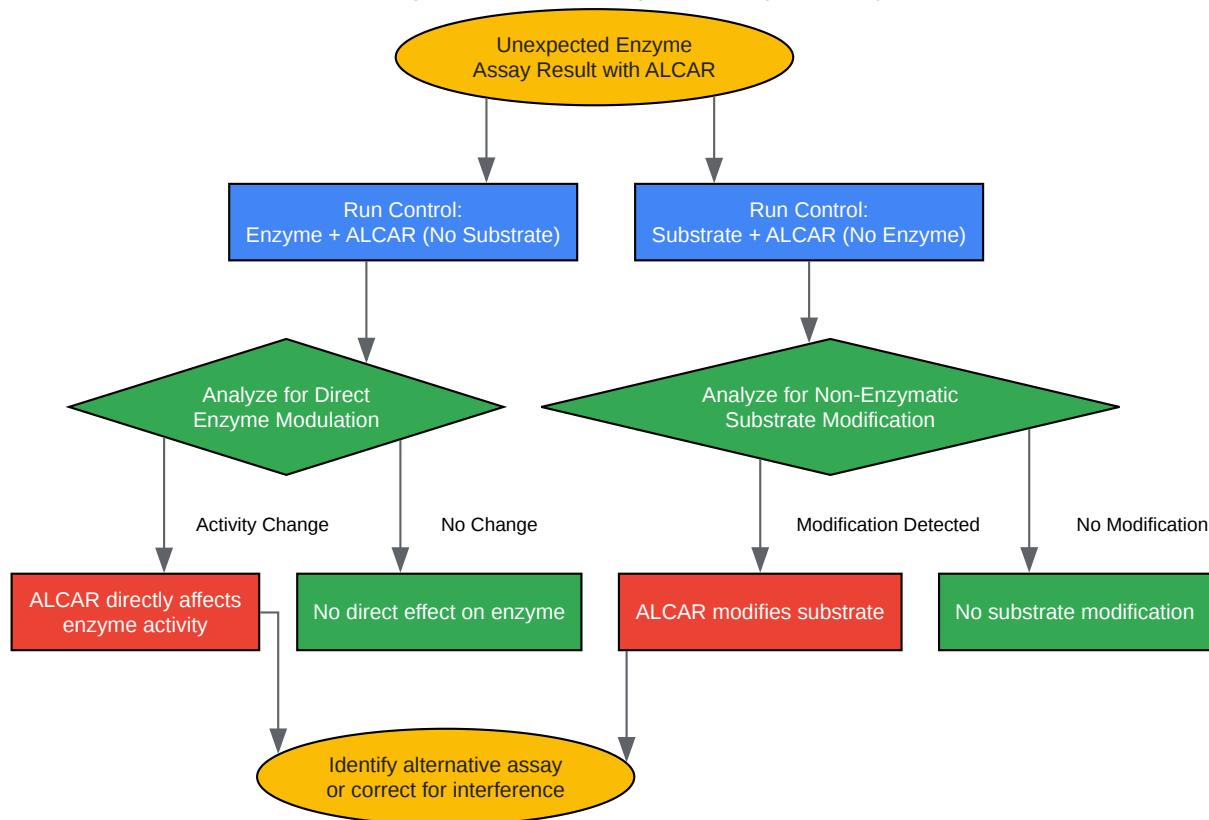 Unexpected Enzyme
Assay Result with ALCAR
Run Control:
Enzyme + ALCAR (No Substrate)
Run Control:
Substrate + ALCAR (No Enzyme)
Analyze for Direct
Enzyme Modulation
Analyze for Non-Enzymatic
Substrate Modification
Activity Change
No Change
Modification Detected
No Modification
ALCAR directly affects
enzyme activity
No direct effect on enzyme
ALCAR modifies substrate
No substrate modification
Identify alternative assay
or correct for interference